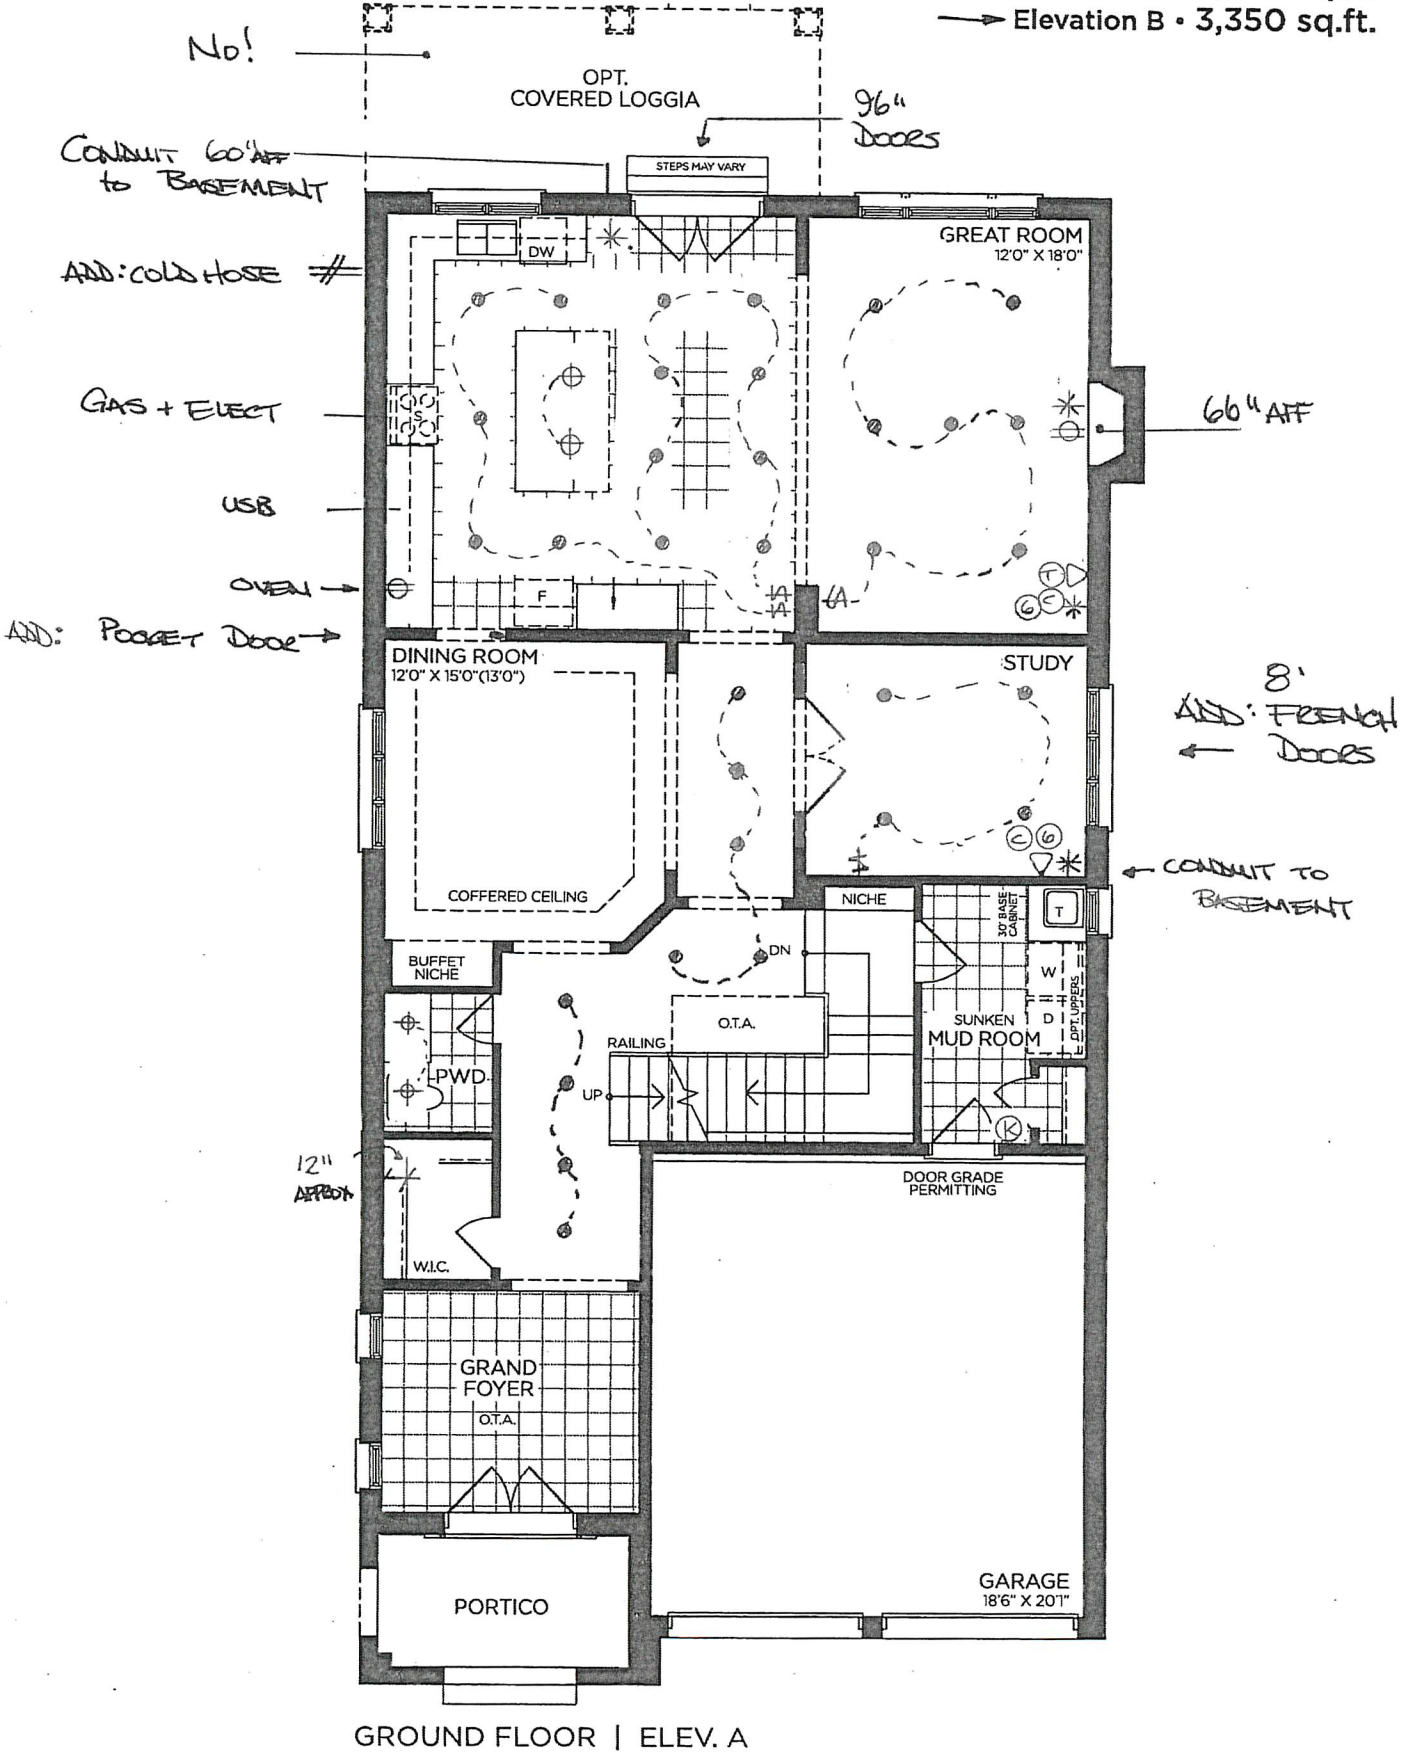 Elevation B • 3,350 sq.ft.
No!
OPT.
COVERED LOGGIA
96"
DOORS
CONDUIT 60"AFF
to BASEMENT
STEPS MAY VARY
ADD: COLD HOSE
DW
GREAT ROOM
12'0" X 18'0"
GAS + ELECT
S
66" AFF
USB
OVEN
F
T
6
C
ADD: POCKET DOOR
DINING ROOM
12'0" X 15'0"(13'0")
STUDY
8'
ADD: FRENCH
DOORS
C
6
COFFERED CEILING
NICHE
30" BASE
CABINET
T
CONDUIT TO
BASEMENT
BUFFET
NICHE
DN
W
D
OPT. UPPERS
O.T.A.
SUNKEN
MUD ROOM
RAILING
PWD
UP
K
12"
APPROX
DOOR GRADE
PERMITTING
W.I.C.
GRAND
FOYER
O.T.A.
GARAGE
18'6" X 20'1"
PORTICO
GROUND FLOOR | ELEV. A